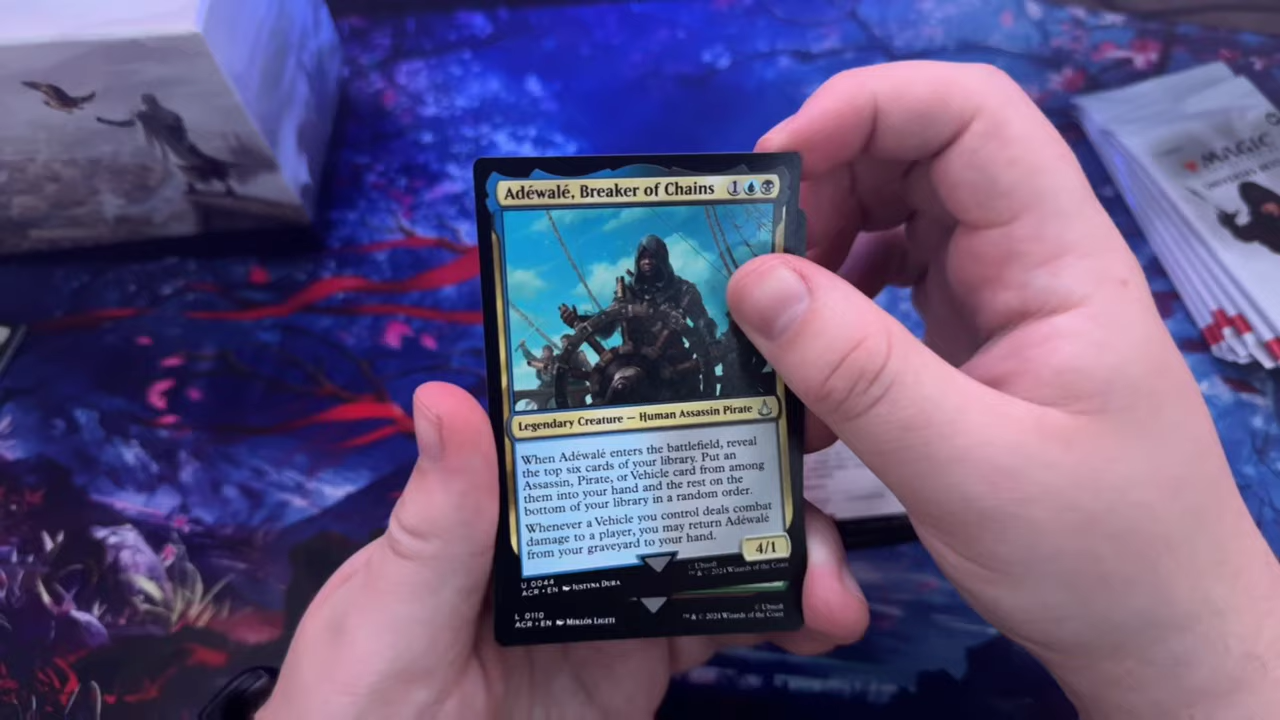 Adéwalé, Breaker of Chains 1
Legendary Creature — Human Assassin Pirate
When Adéwalé enters the battlefield, reveal
the top six cards of your library. Put an
Assassin, Pirate, or Vehicle card from among
them into your hand and the rest on the
bottom of your library in a random order.
Whenever a Vehicle you control deals combat
damage to a player, you may return Adéwalé
from your graveyard to your hand.
4/1
U 0044
ACR • EN JUSTYNA DURA
© Ubisoft
™ & © 2024 Wizards of the Coast
L 0110
ACR • EN MIKLÓS LIGETI
© Ubisoft
™ & © 2024 Wizards of the Coast
MAGIC